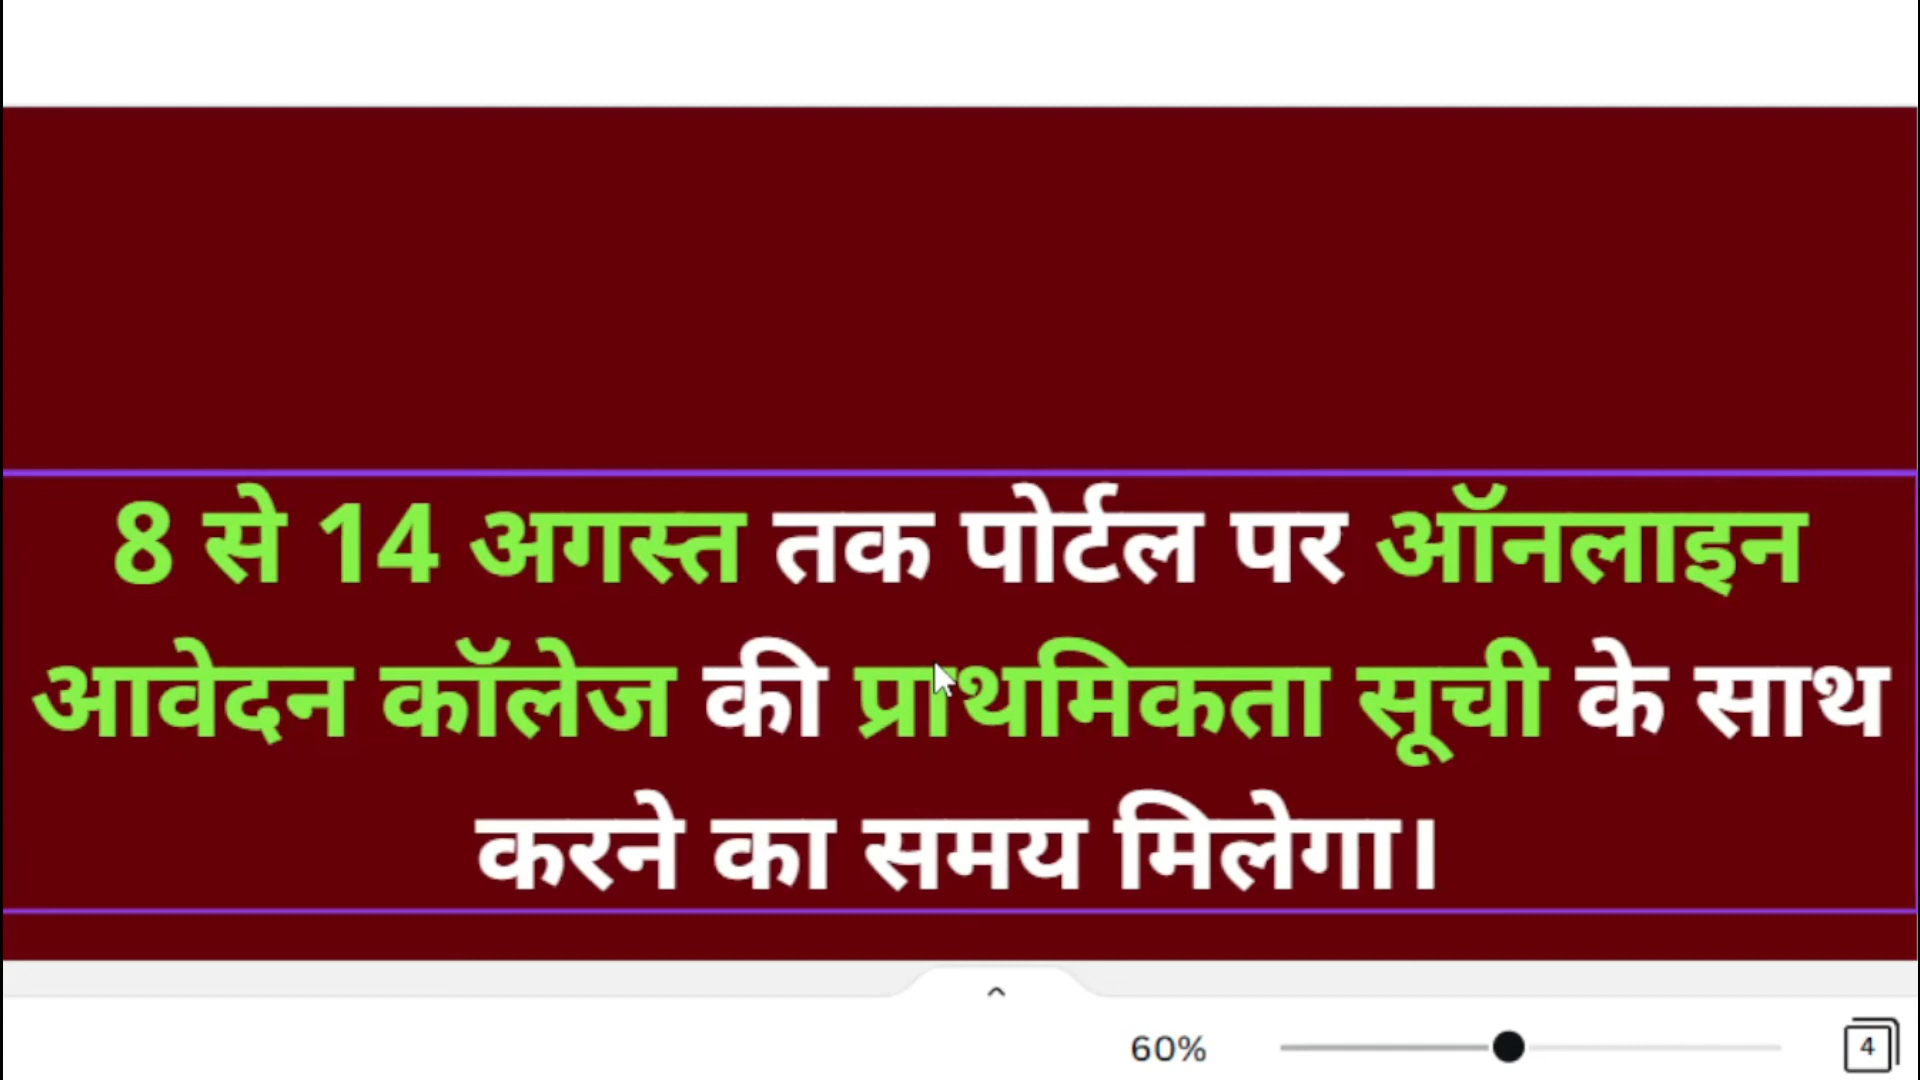 8 से 14 अगस्त तक पोर्टल पर ऑनलाइन
आवेदन कॉलेज की प्राथमिकता सूची के साथ
करने का समय मिलेगा।
60%
4